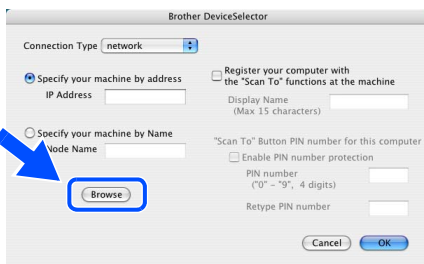 Brother DeviceSelector
Connection Type network
Specify your machine by address
IP Address
Specify your machine by Name
Node Name
Browse
Register your computer with
the "Scan To" functions at the machine
Display Name
(Max 15 characters)
"Scan To" Button PIN number for this computer
Enable PIN number protection
PIN number
("0" – "9", 4 digits)
Retype PIN number
Cancel OK